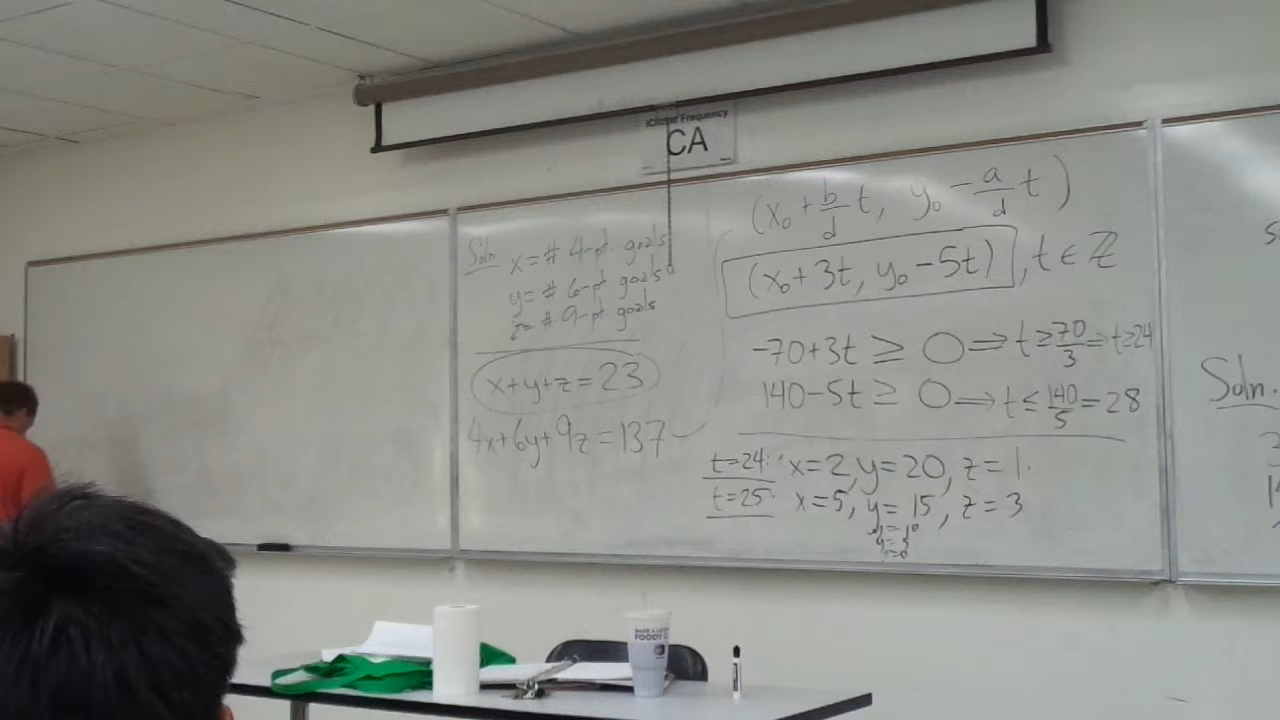 iClicker Frequency
CA
Soln x = # 4-pt. goals
y = # 6-pt goals
z = # 9-pt. goals
x+y+z=23
4x+6y+9z=137
(x₀ + b/d t, y₀ - a/d t)
(x₀+3t, y₀-5t), t ∈ ℤ
-70+3t ≥ 0 ⇒ t ≥ 70/3 ⇒ t ≥ 24
140-5t ≥ 0 ⇒ t ≤ 140/5 = 28
t=24: x=2, y=20, z=1.
t=25: x=5, y=15, z=3
Soln.
FOODY